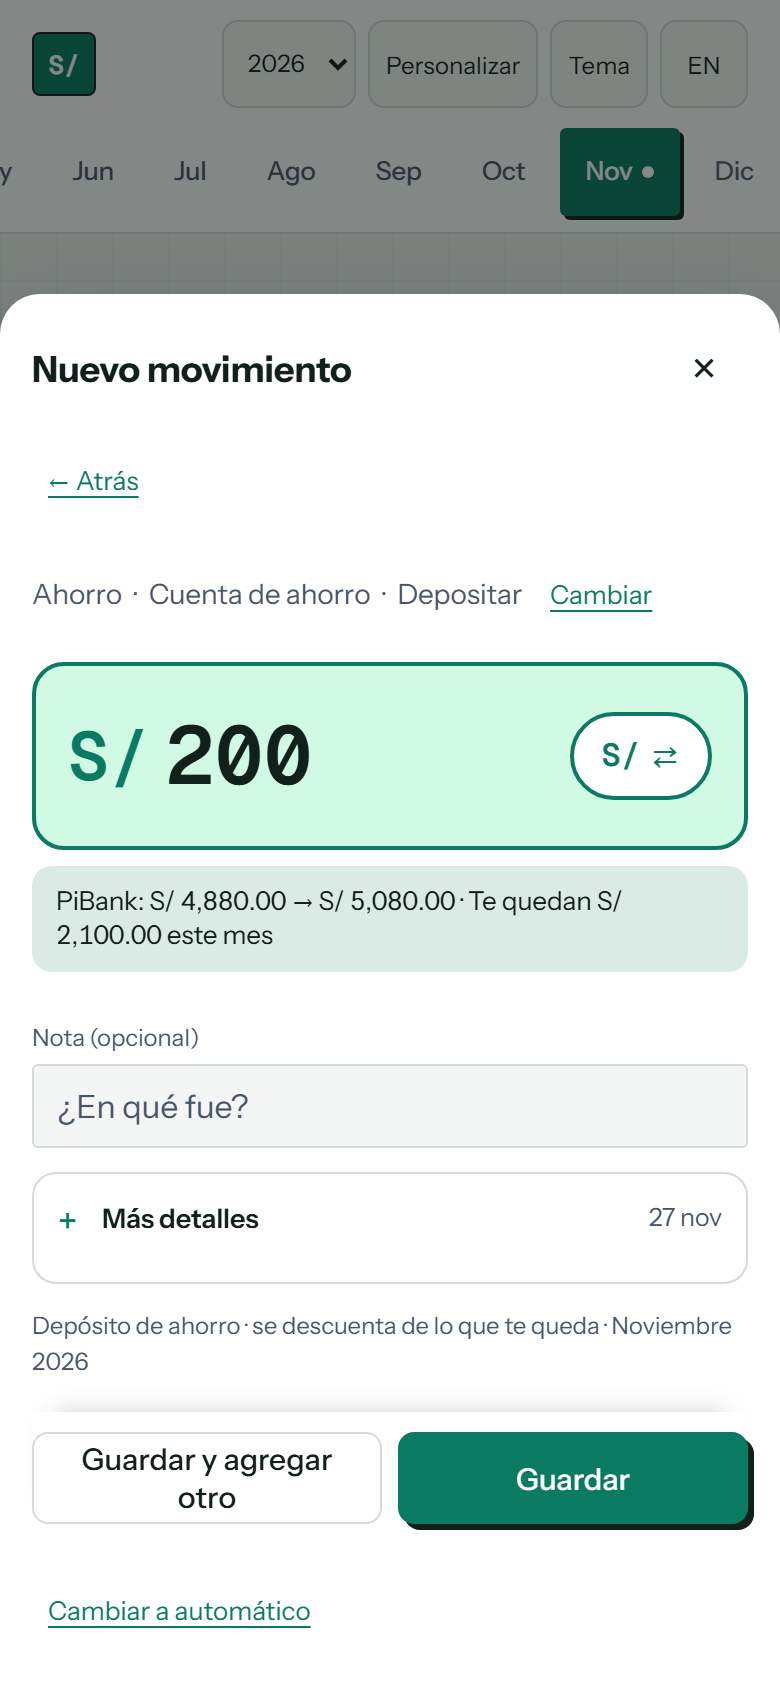 S/ 2026 Personalizar Tema EN
y Jun Jul Ago Sep Oct Nov Dic
Nuevo movimiento ✕
← Atrás
Ahorro · Cuenta de ahorro · Depositar Cambiar
S/ 200 S/ ⇄
PiBank: S/ 4,880.00 → S/ 5,080.00 · Te quedan S/
2,100.00 este mes
Nota (opcional)
¿En qué fue?
+ Más detalles 27 nov
Depósito de ahorro · se descuenta de lo que te queda · Noviembre
2026
Guardar y agregar
otro
Guardar
Cambiar a automático